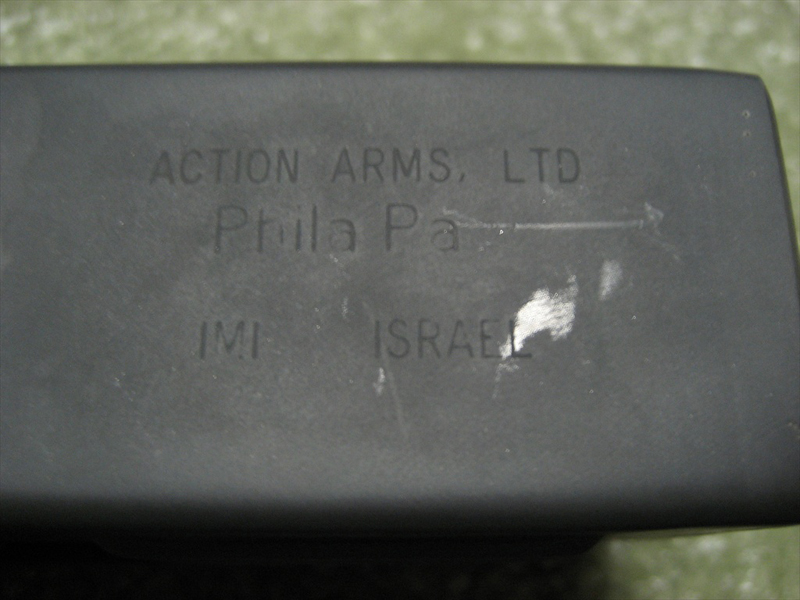 ACTION ARMS, LTD
Phila Pa
IMI ISRAEL